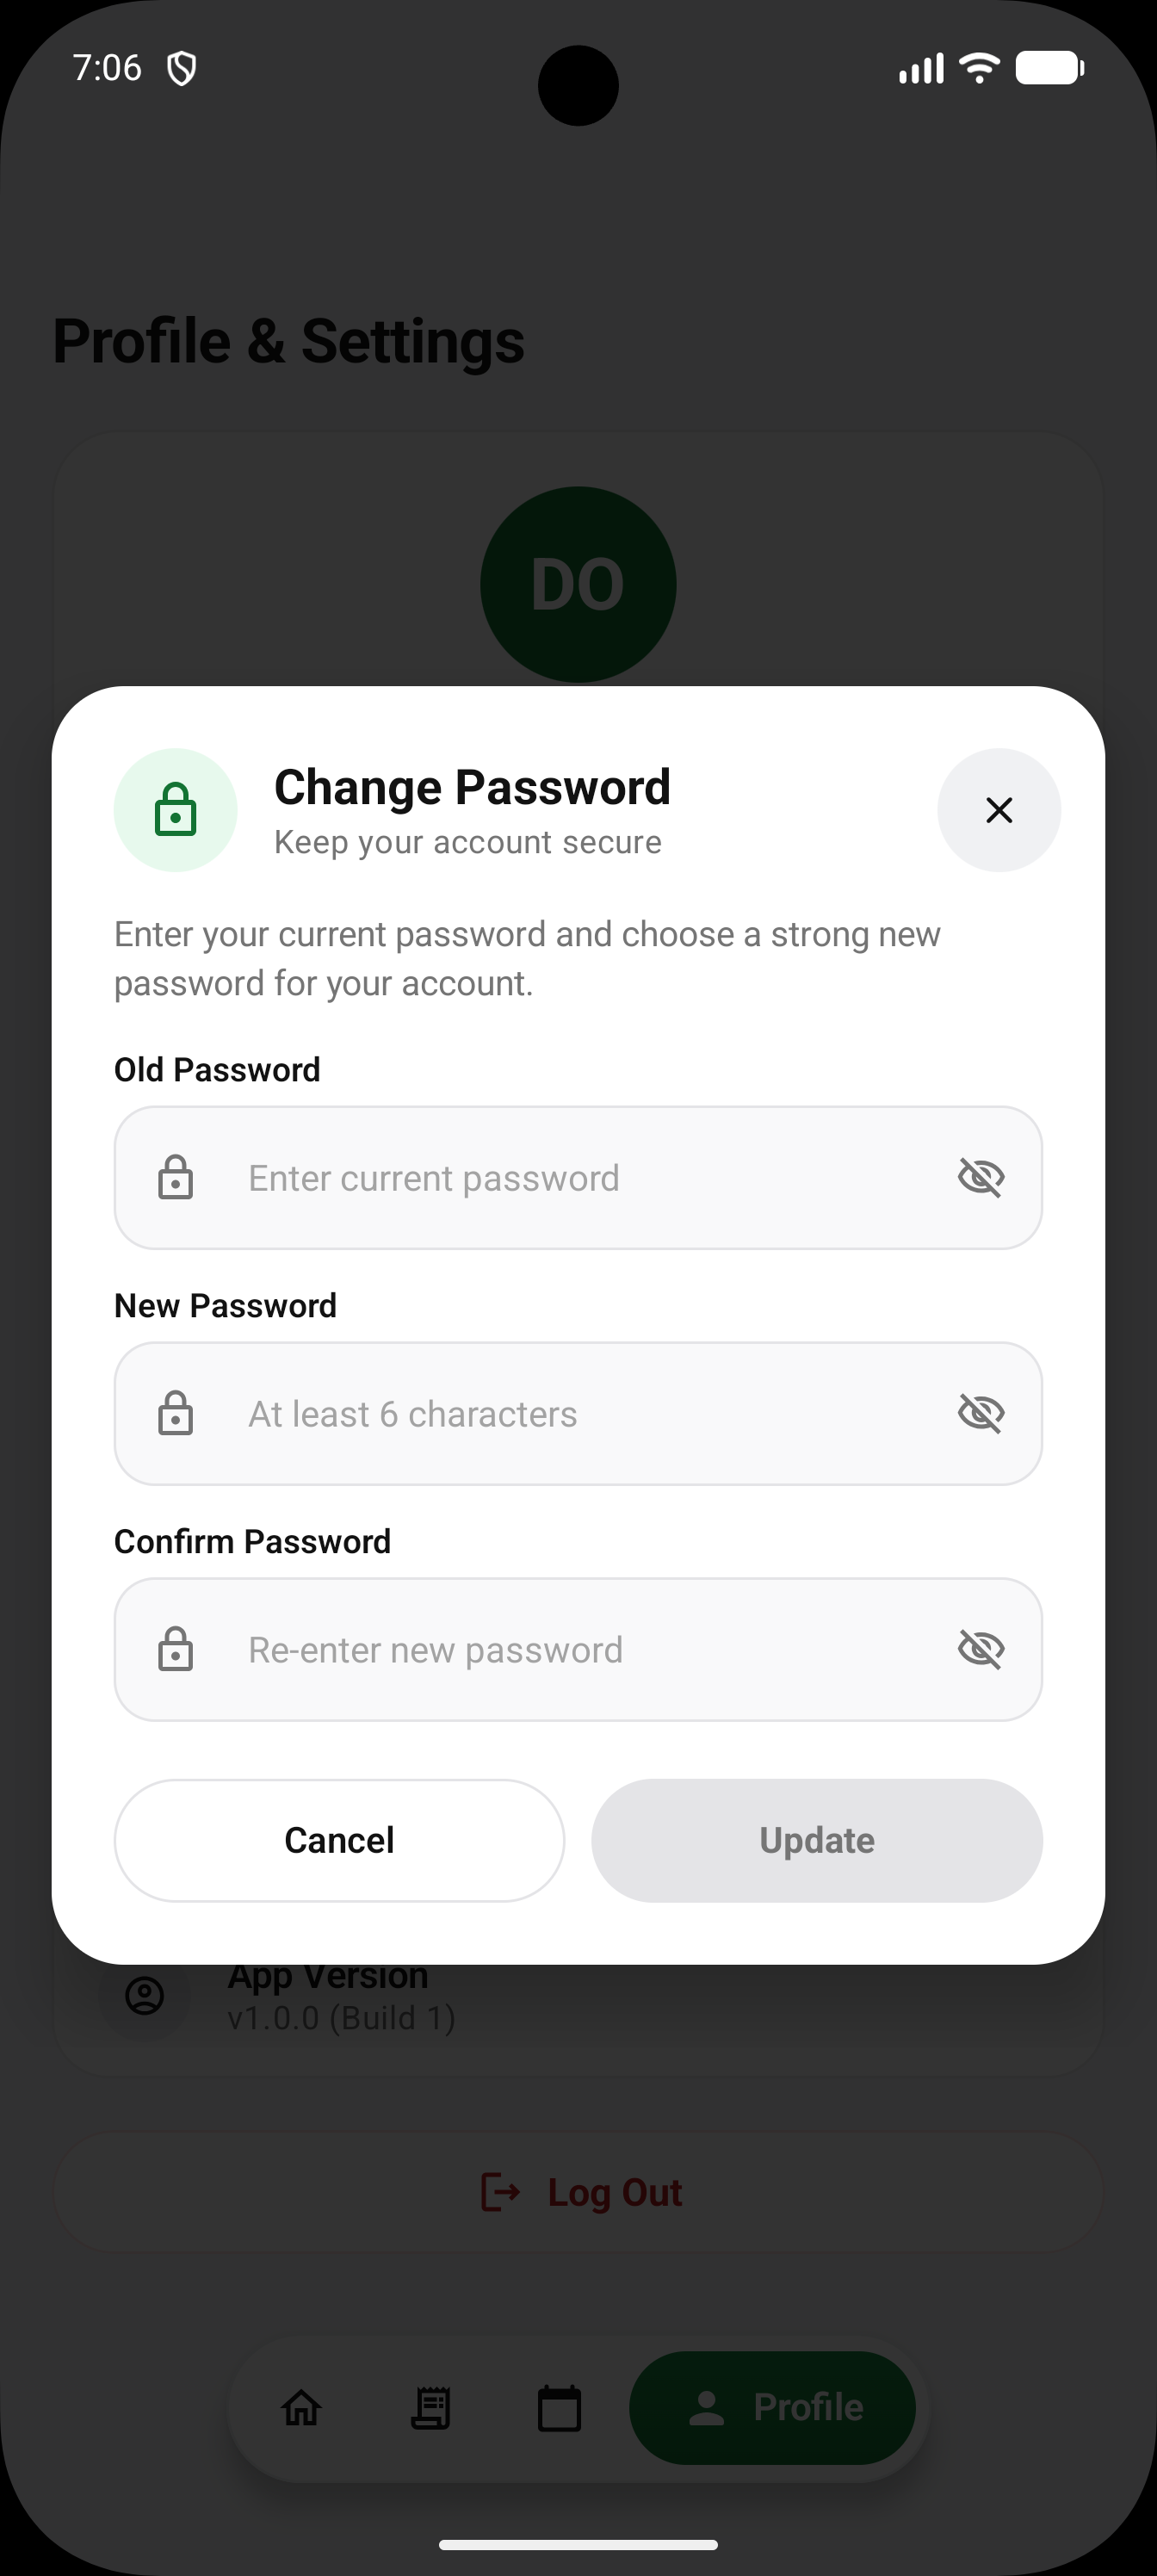 7:06
Profile & Settings
DO
Change Password
Keep your account secure
Enter your current password and choose a strong new
password for your account.
Old Password
Enter current password
New Password
At least 6 characters
Confirm Password
Re-enter new password
Cancel
Update
App Version
v1.0.0 (Build 1)
Log Out
Profile